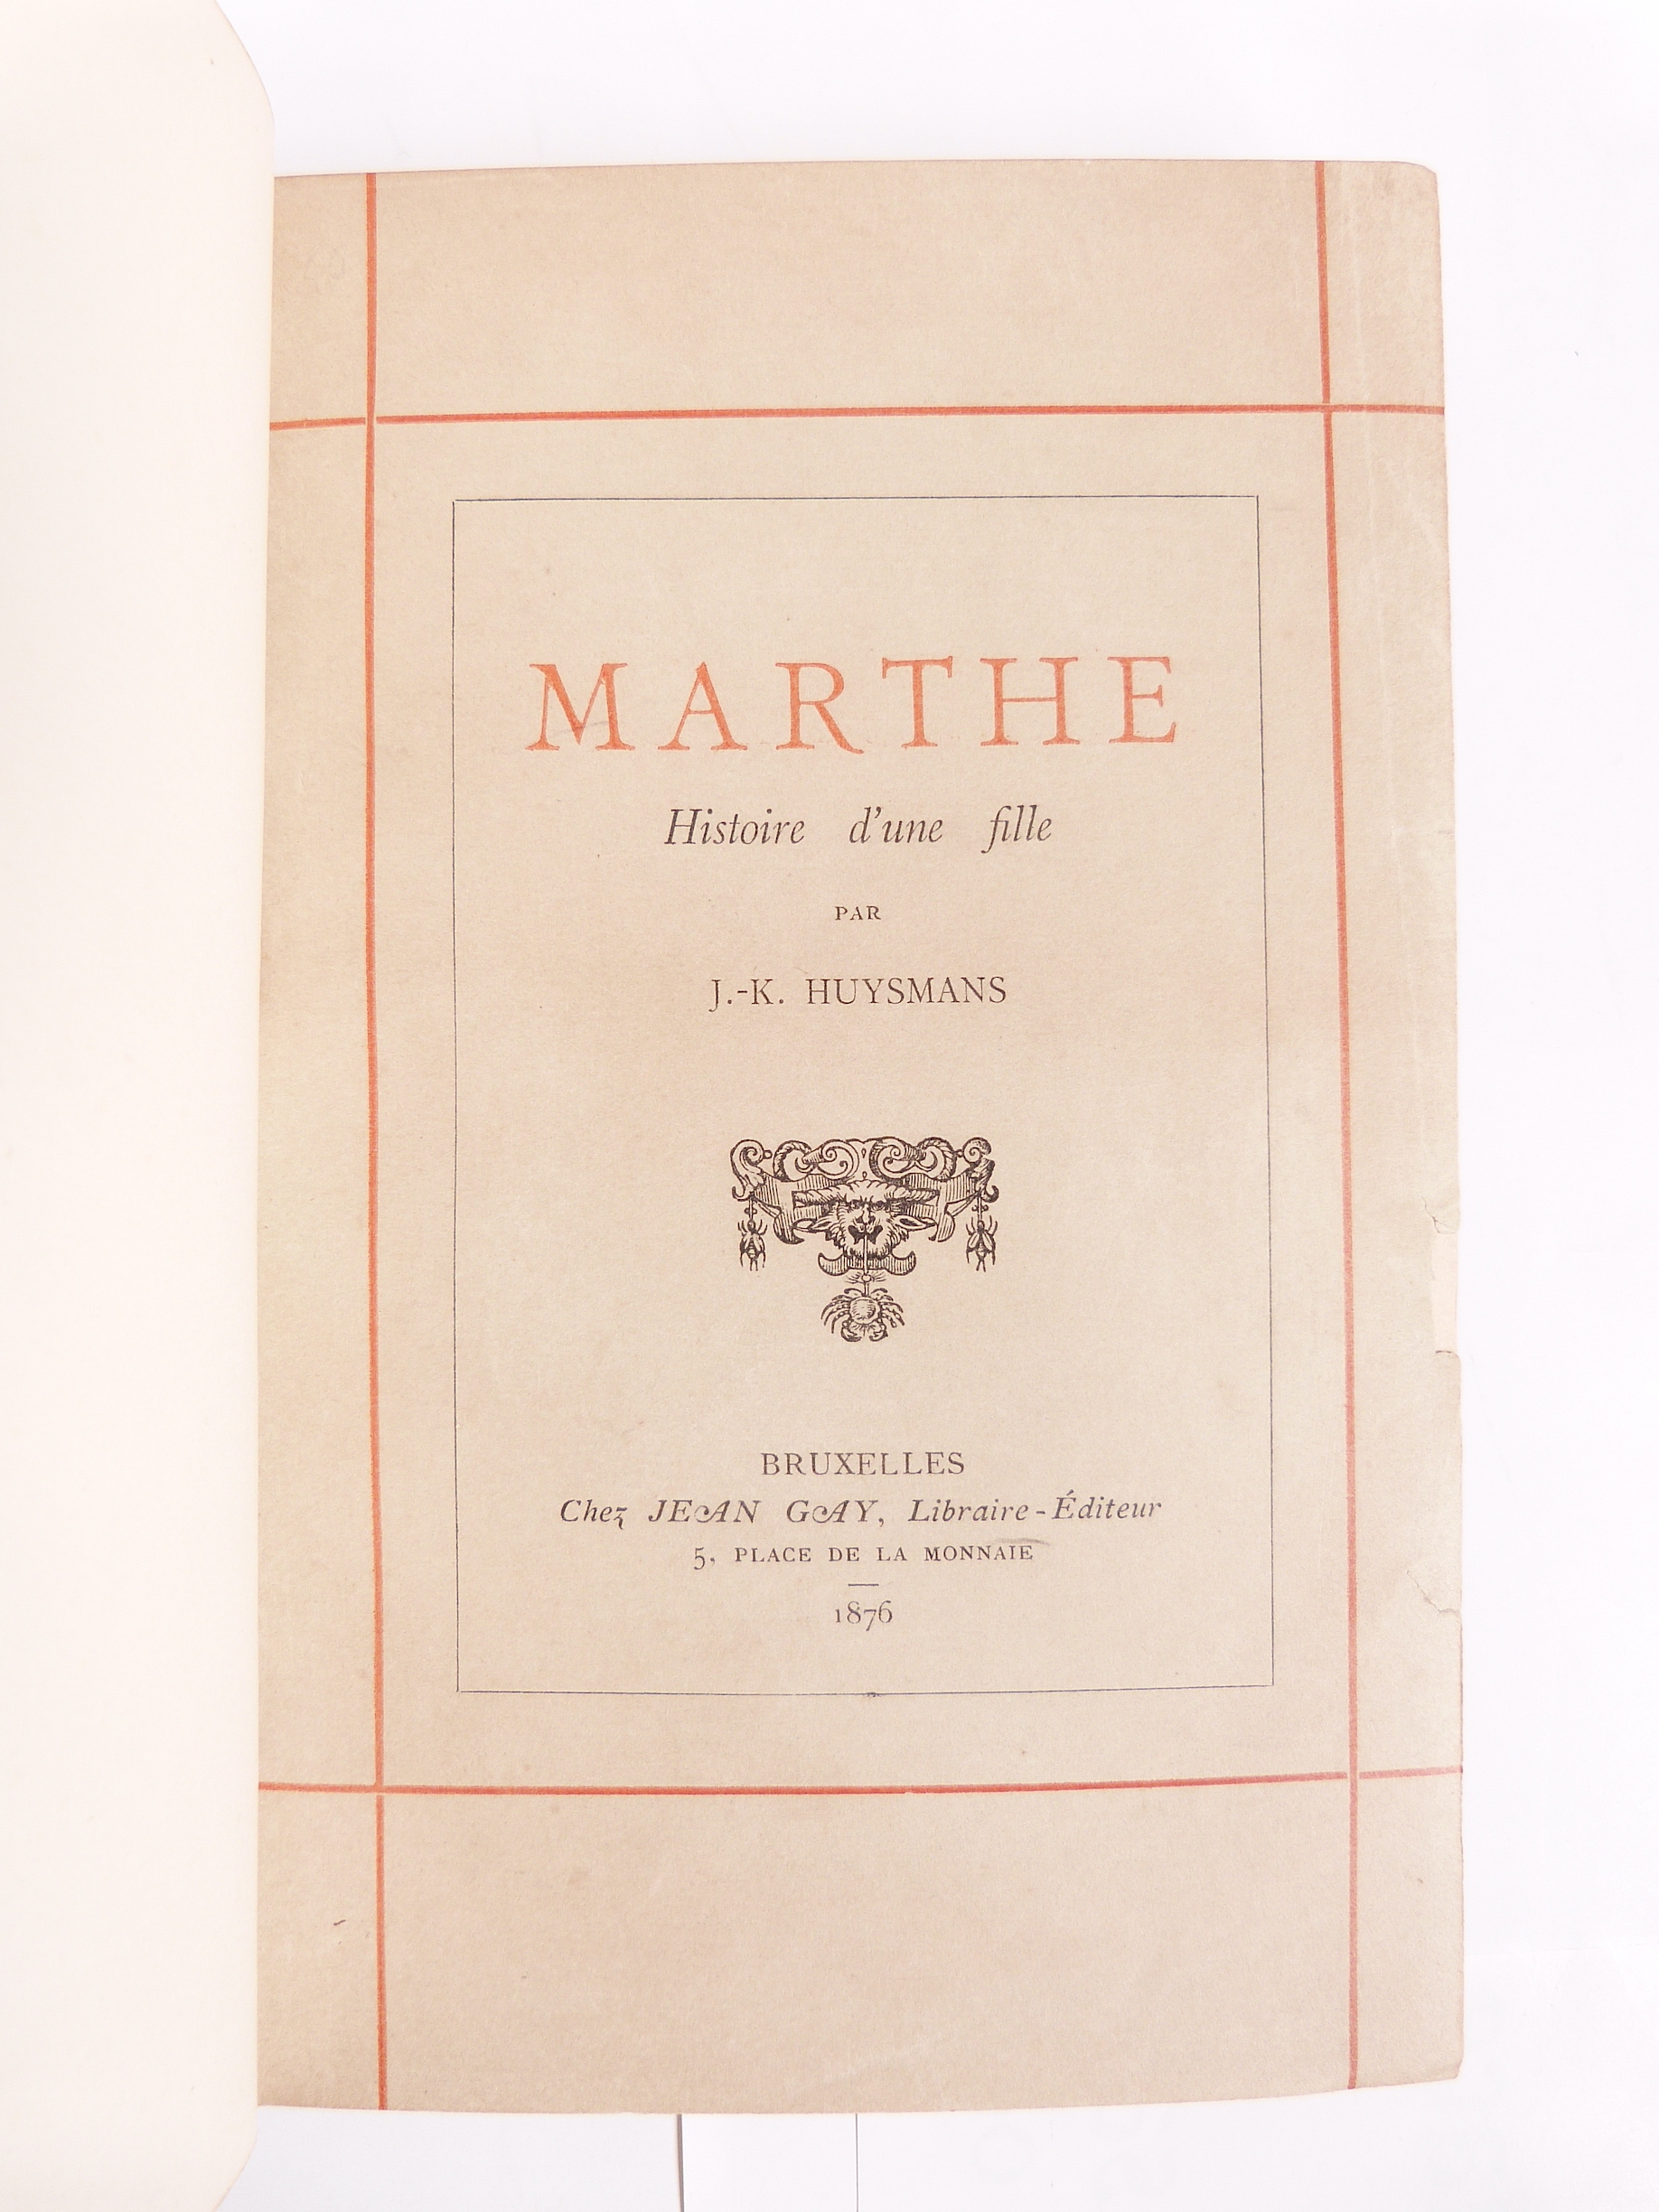 MARTHE
Histoire d'une fille
PAR
J.-K. HUYSMANS
BRUXELLES
Chez JEAN GAY, Libraire-Éditeur
5, PLACE DE LA MONNAIE
1876